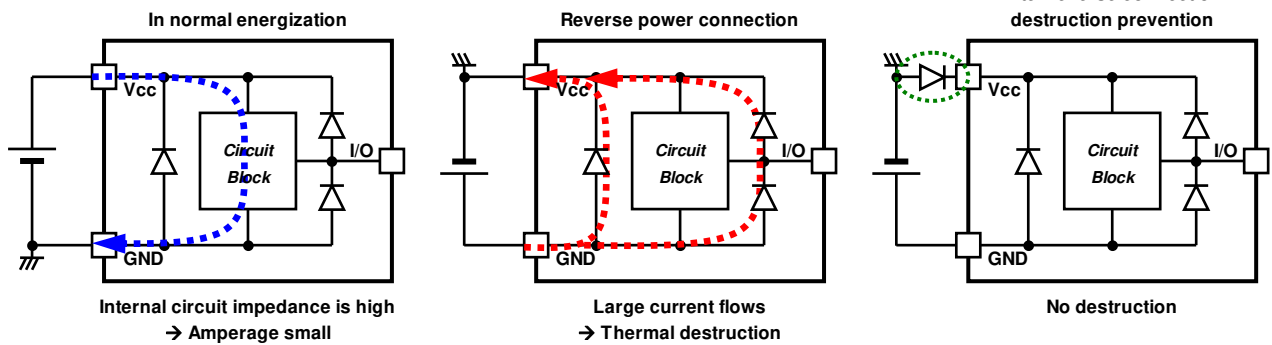 In normal energization
Vcc
Circuit
Block
I/O
GND
Internal circuit impedance is high
→ Amperage small
Reverse power connection
Vcc
Circuit
Block
I/O
GND
Large current flows
→ Thermal destruction
destruction prevention
Vcc
Circuit
Block
I/O
GND
No destruction